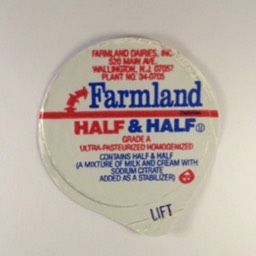 FARMLAND DAIRIES, INC.
520 MAIN AVE.
WALLINGTON, N.J. 07057
PLANT NO. 34-0705
Farmland
Dairies
HALF & HALF
GRADE A
ULTRA-PASTEURIZED HOMOGENIZED
CONTAINS HALF & HALF
(A MIXTURE OF MILK AND CREAM WITH
SODIUM CITRATE
ADDED AS A STABILIZER)
LIFT